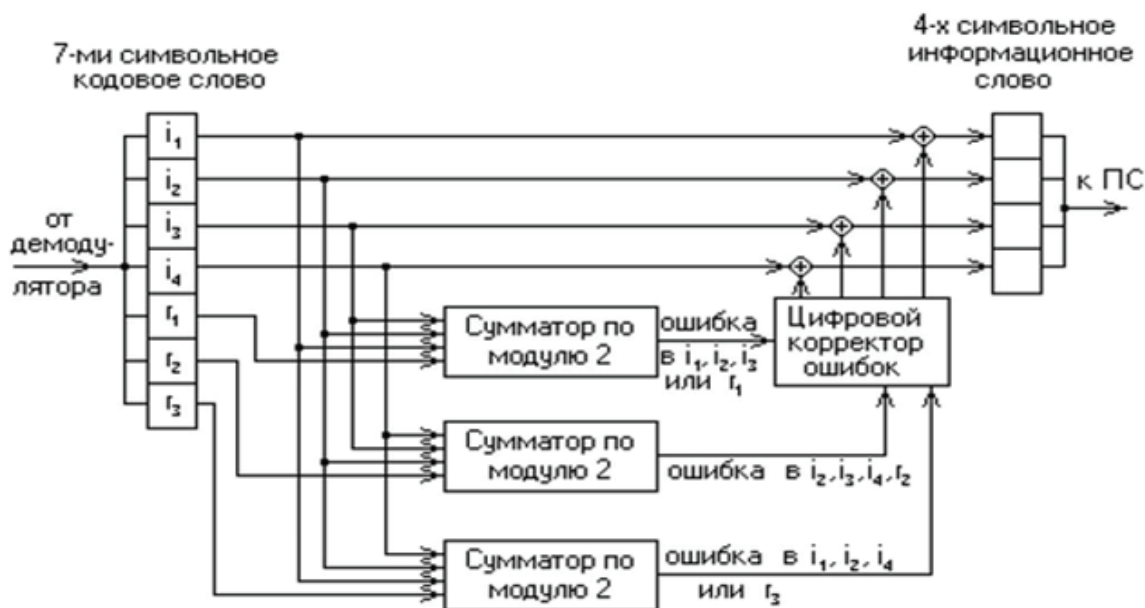 7-ми символьное
кодовое слово
4-х символьное
информационное
слово
i₁
i₂
i₃
i₄
r₁
r₂
r₃
от
демоду-
лятора
к ПС
Сумматор по
модулю 2
ошибка
в i₁, i₂, i₃
или r₁
Цифровой
корректор
ошибок
Сумматор по
модулю 2
ошибка в i₂, i₃, i₄, r₂
Сумматор по
модулю 2
ошибка в i₁, i₂, i₄
или r₃